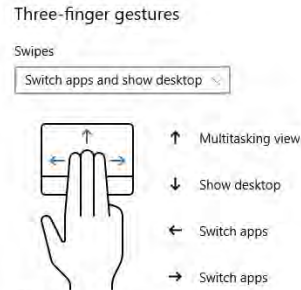 Three-finger gestures
Swipes
Switch apps and show desktop
↑ Multitasking view
↓ Show desktop
← Switch apps
→ Switch apps